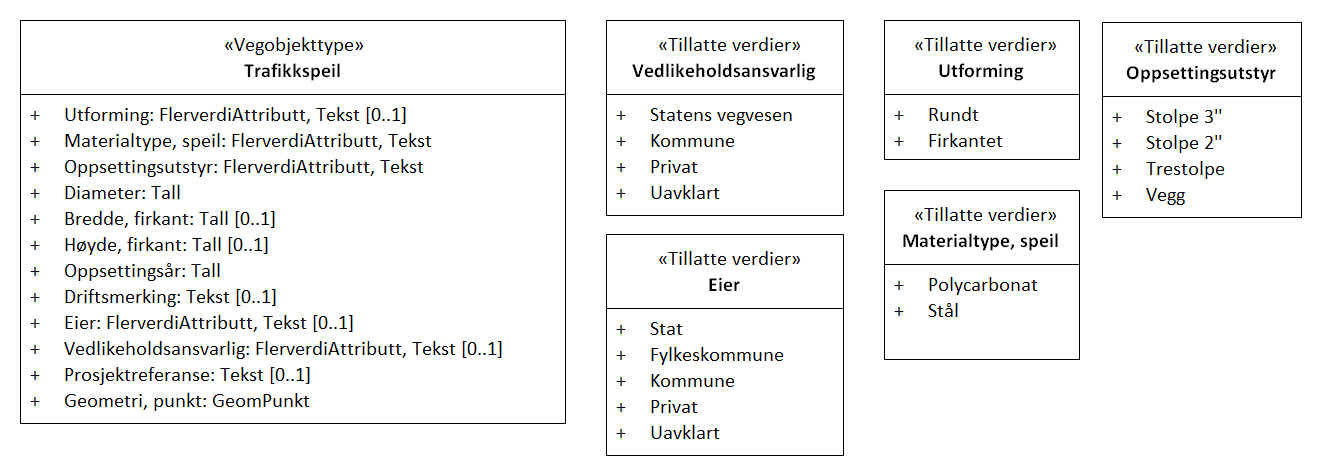 «Vegobjekttype»
Trafikkspeil
+ Utforming: FlerverdiAttributt, Tekst [0..1]
+ Materialtype, speil: FlerverdiAttributt, Tekst
+ Oppsettingsutstyr: FlerverdiAttributt, Tekst
+ Diameter: Tall
+ Bredde, firkant: Tall [0..1]
+ Høyde, firkant: Tall [0..1]
+ Oppsettingsår: Tall
+ Driftsmerking: Tekst [0..1]
+ Eier: FlerverdiAttributt, Tekst [0..1]
+ Vedlikeholdsansvarlig: FlerverdiAttributt, Tekst [0..1]
+ Prosjektreferanse: Tekst [0..1]
+ Geometri, punkt: GeomPunkt
«Tillatte verdier»
Vedlikeholdsansvarlig
+ Statens vegvesen
+ Kommune
+ Privat
+ Uavklart
«Tillatte verdier»
Eier
+ Stat
+ Fylkeskommune
+ Kommune
+ Privat
+ Uavklart
«Tillatte verdier»
Utforming
+ Rundt
+ Firkantet
«Tillatte verdier»
Materialtype, speil
+ Polycarbonat
+ Stål
«Tillatte verdier»
Oppsettingsutstyr
+ Stolpe 3"
+ Stolpe 2"
+ Trestolpe
+ Vegg